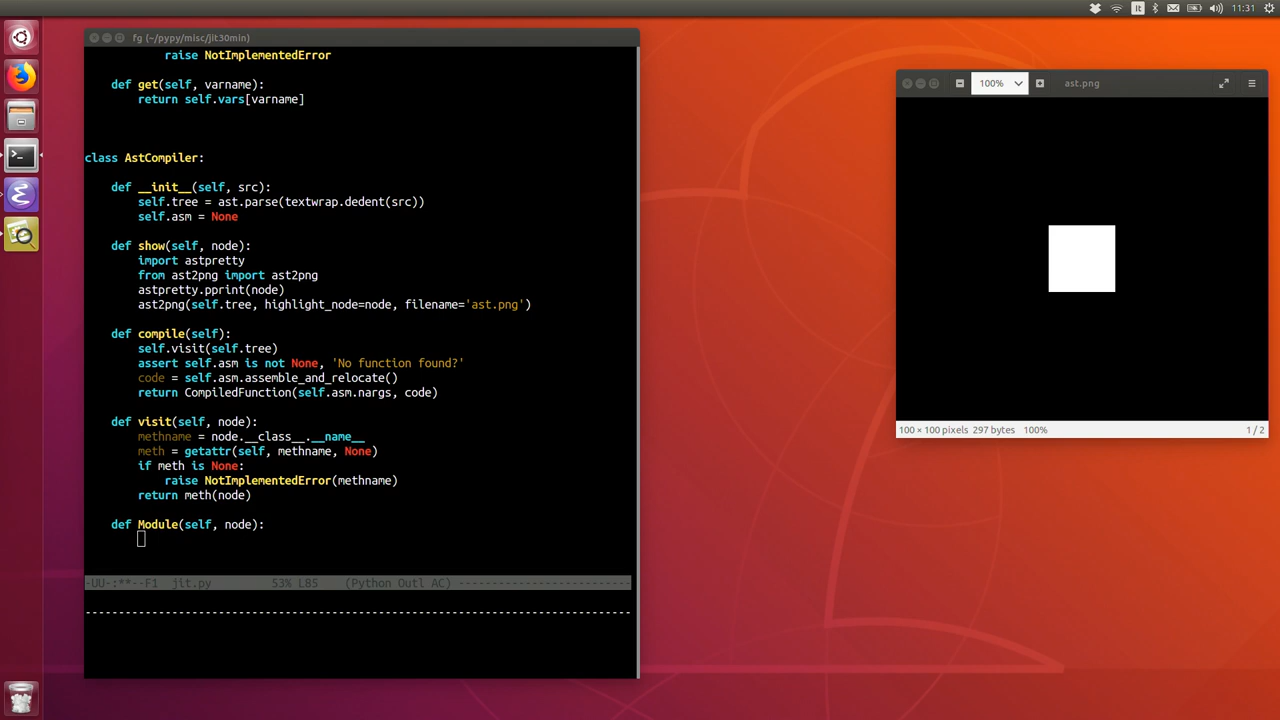 11:31
fg (~/pypy/misc/jit30min)
raise NotImplementedError
def get(self, varname):
return self.vars[varname]
class AstCompiler:
def __init__(self, src):
self.tree = ast.parse(textwrap.dedent(src))
self.asm = None
def show(self, node):
import astpretty
from ast2png import ast2png
astpretty.pprint(node)
ast2png(self.tree, highlight_node=node, filename='ast.png')
def compile(self):
self.visit(self.tree)
assert self.asm is not None, 'No function found?'
code = self.asm.assemble_and_relocate()
return CompiledFunction(self.asm.nargs, code)
def visit(self, node):
methname = node.__class__.__name__
meth = getattr(self, methname, None)
if meth is None:
raise NotImplementedError(methname)
return meth(node)
def Module(self, node):
-UU-:**--F1 jit.py 53% L85 (Python Outl AC) --------------------------
100% ast.png
100 × 100 pixels 297 bytes 100% 1 / 2